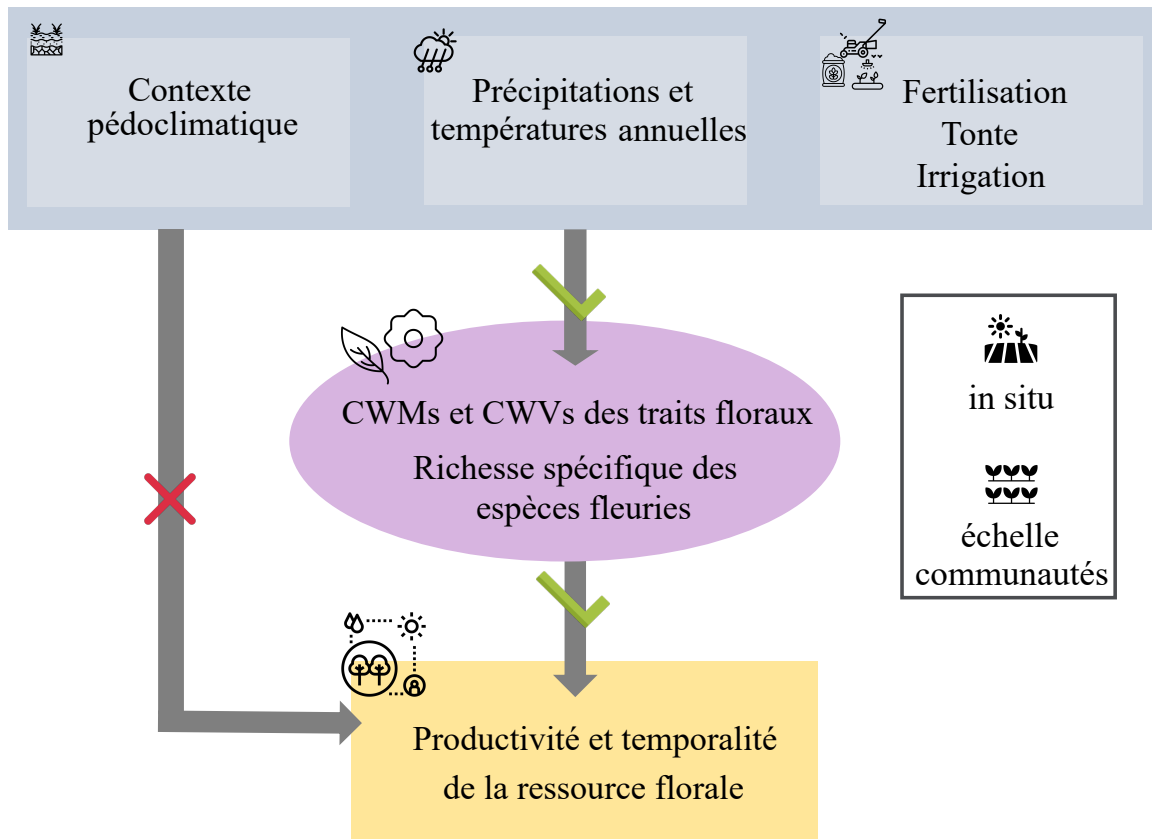 Contexte
pédoclimatique
Précipitations et
températures annuelles
Fertilisation
Tonte
Irrigation
CWMs et CWVs des traits floraux
Richesse spécifique des
espèces fleuries
in situ
échelle
communautés
Productivité et temporalité
de la ressource florale